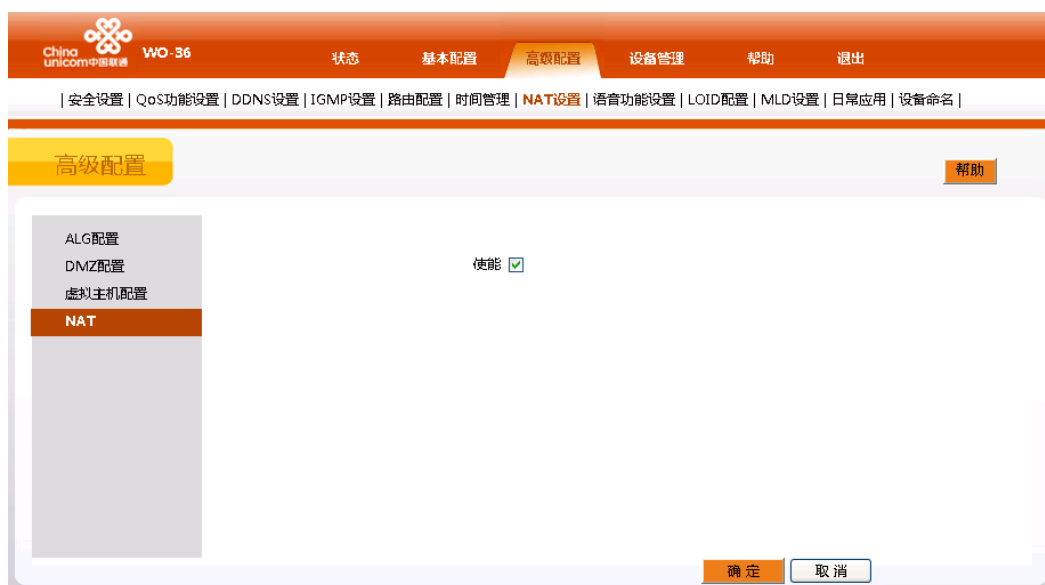 China unicom中国联通 WO-36 状态 基本配置 高级配置 设备管理 帮助 退出
| 安全设置 | QoS功能设置 | DDNS设置 | IGMP设置 | 路由配置 | 时间管理 | NAT设置 | 语音功能设置 | LOID配置 | MLD设置 | 日常应用 | 设备命名 |
高级配置
帮助
ALG配置
DMZ配置
虚拟主机配置
NAT
使能
确定 取消